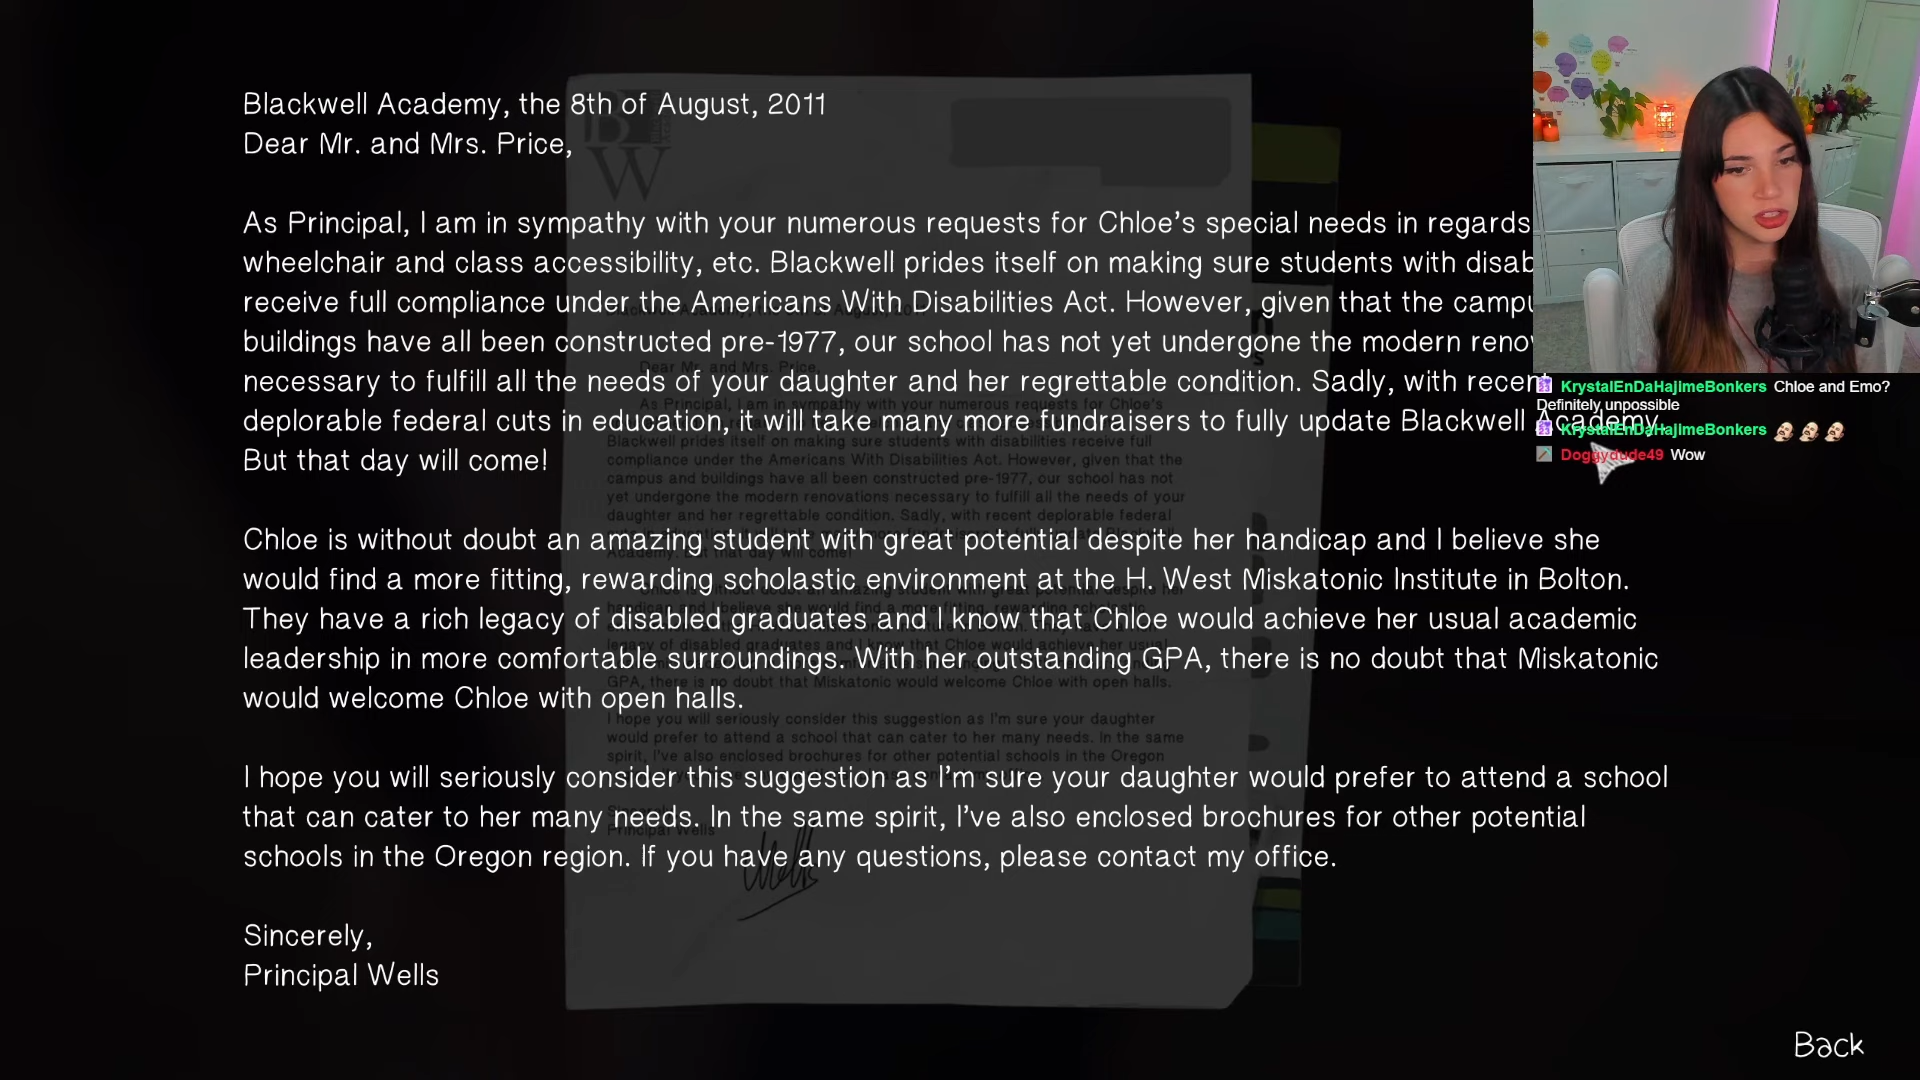 Blackwell Academy, the 8th of August, 2011
Dear Mr. and Mrs. Price,
As Principal, I am in sympathy with your numerous requests for Chloe's special needs in regards
wheelchair and class accessibility, etc. Blackwell prides itself on making sure students with disab
receive full compliance under the Americans With Disabilities Act. However, given that the campu
buildings have all been constructed pre-1977, our school has not yet undergone the modern renov
necessary to fulfill all the needs of your daughter and her regrettable condition. Sadly, with recent
deplorable federal cuts in education, it will take many more fundraisers to fully update Blackwell Academy.
But that day will come!
Chloe is without doubt an amazing student with great potential despite her handicap and I believe she
would find a more fitting, rewarding scholastic environment at the H. West Miskatonic Institute in Bolton.
They have a rich legacy of disabled graduates and I know that Chloe would achieve her usual academic
leadership in more comfortable surroundings. With her outstanding GPA, there is no doubt that Miskatonic
would welcome Chloe with open halls.
I hope you will seriously consider this suggestion as I'm sure your daughter would prefer to attend a school
that can cater to her many needs. In the same spirit, I've also enclosed brochures for other potential
schools in the Oregon region. If you have any questions, please contact my office.
Sincerely,
Principal Wells
KrystalEnDaHajimeBonkers Chloe and Emo?
Definitely unpossible
KrystalEnDaHajimeBonkers
Doggydude49 Wow
Back